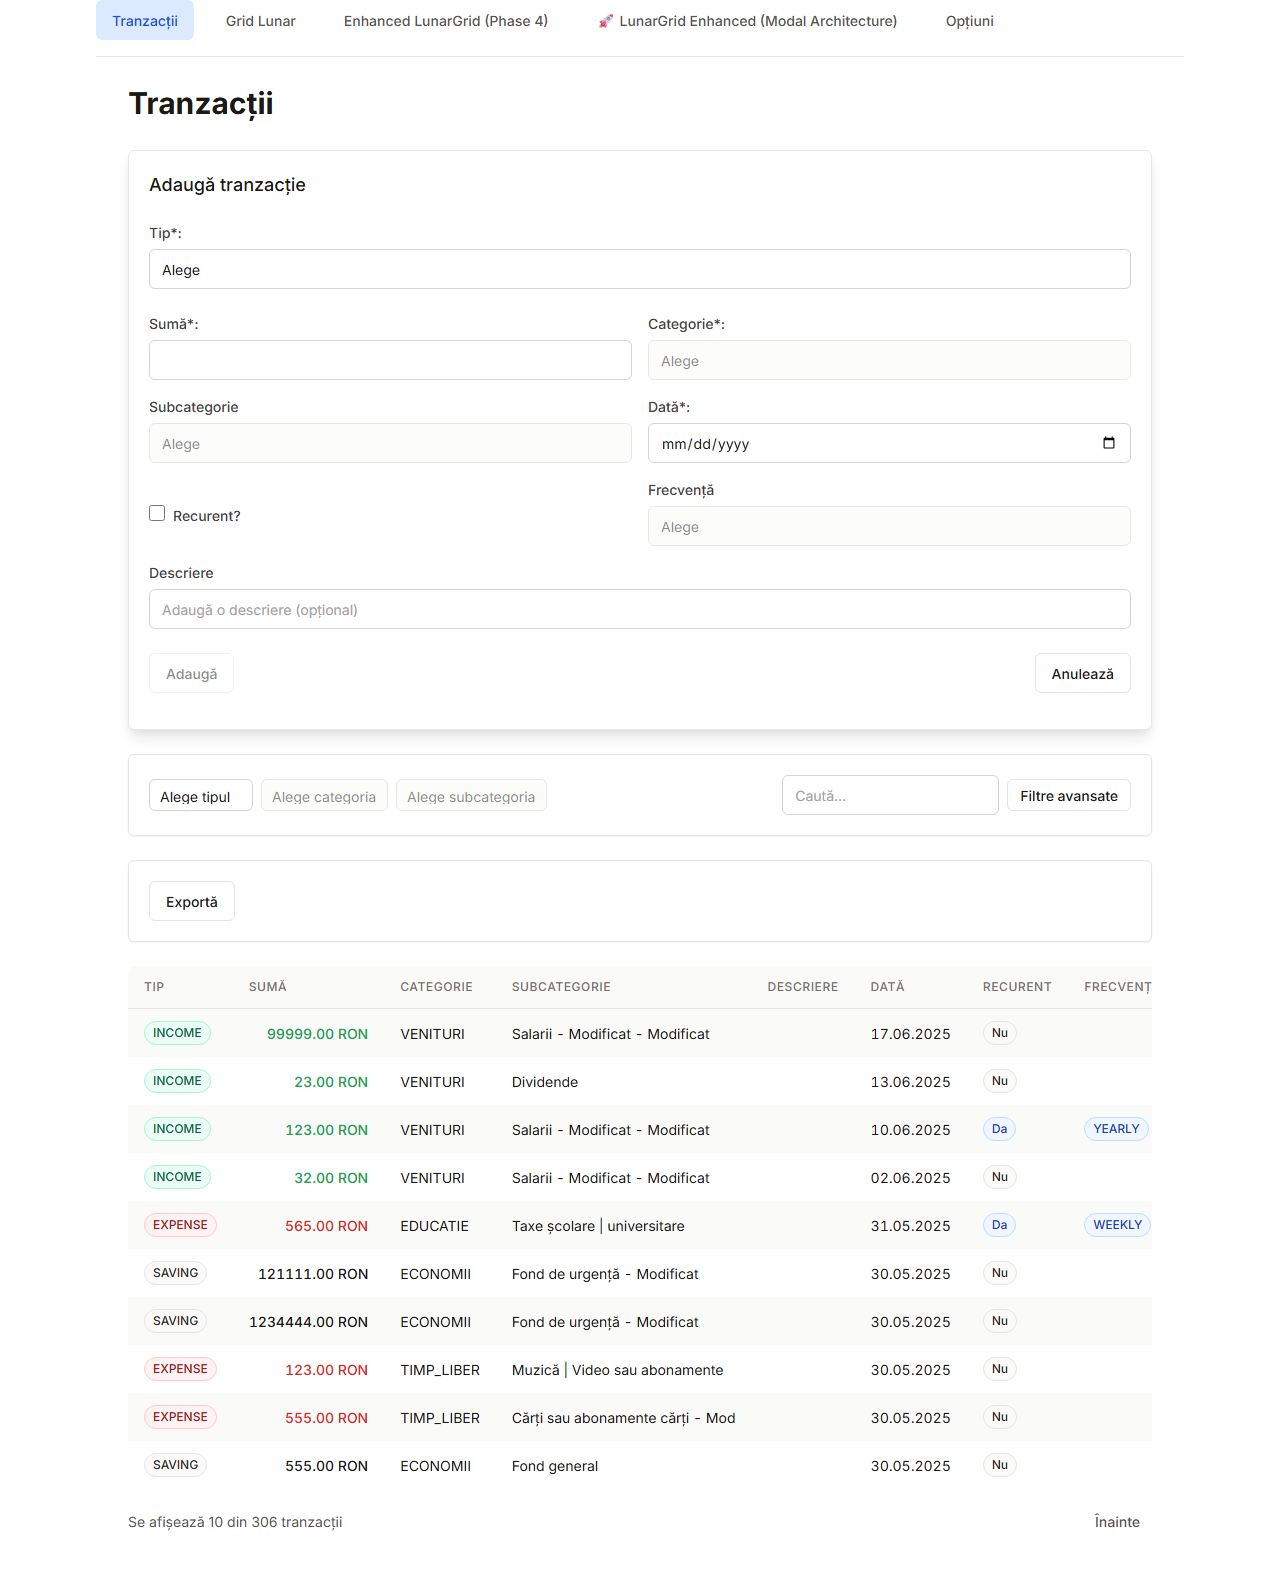 Tranzacții Grid Lunar Enhanced LunarGrid (Phase 4) 🚀 LunarGrid Enhanced (Modal Architecture) Opțiuni
Tranzacții
Adaugă tranzacție
Tip*:
Alege
Sumă*: Categorie*:
Alege
Subcategorie Dată*:
Alege mm/dd/yyyy
Frecvență
Recurent? Alege
Descriere
Adaugă o descriere (opțional)
Adaugă Anulează
Alege tipul Alege categoria Alege subcategoria Caută... Filtre avansate
Exportă
TIP SUMĂ CATEGORIE SUBCATEGORIE DESCRIERE DATĂ RECURENT FRECVENȚ
INCOME 99999.00 RON VENITURI Salarii - Modificat - Modificat 17.06.2025 Nu
INCOME 23.00 RON VENITURI Dividende 13.06.2025 Nu
INCOME 123.00 RON VENITURI Salarii - Modificat - Modificat 10.06.2025 Da YEARLY
INCOME 32.00 RON VENITURI Salarii - Modificat - Modificat 02.06.2025 Nu
EXPENSE 565.00 RON EDUCATIE Taxe școlare | universitare 31.05.2025 Da WEEKLY
SAVING 121111.00 RON ECONOMII Fond de urgență - Modificat 30.05.2025 Nu
SAVING 1234444.00 RON ECONOMII Fond de urgență - Modificat 30.05.2025 Nu
EXPENSE 123.00 RON TIMP_LIBER Muzică | Video sau abonamente 30.05.2025 Nu
EXPENSE 555.00 RON TIMP_LIBER Cărți sau abonamente cărți - Mod 30.05.2025 Nu
SAVING 555.00 RON ECONOMII Fond general 30.05.2025 Nu
Se afișează 10 din 306 tranzacții Înainte